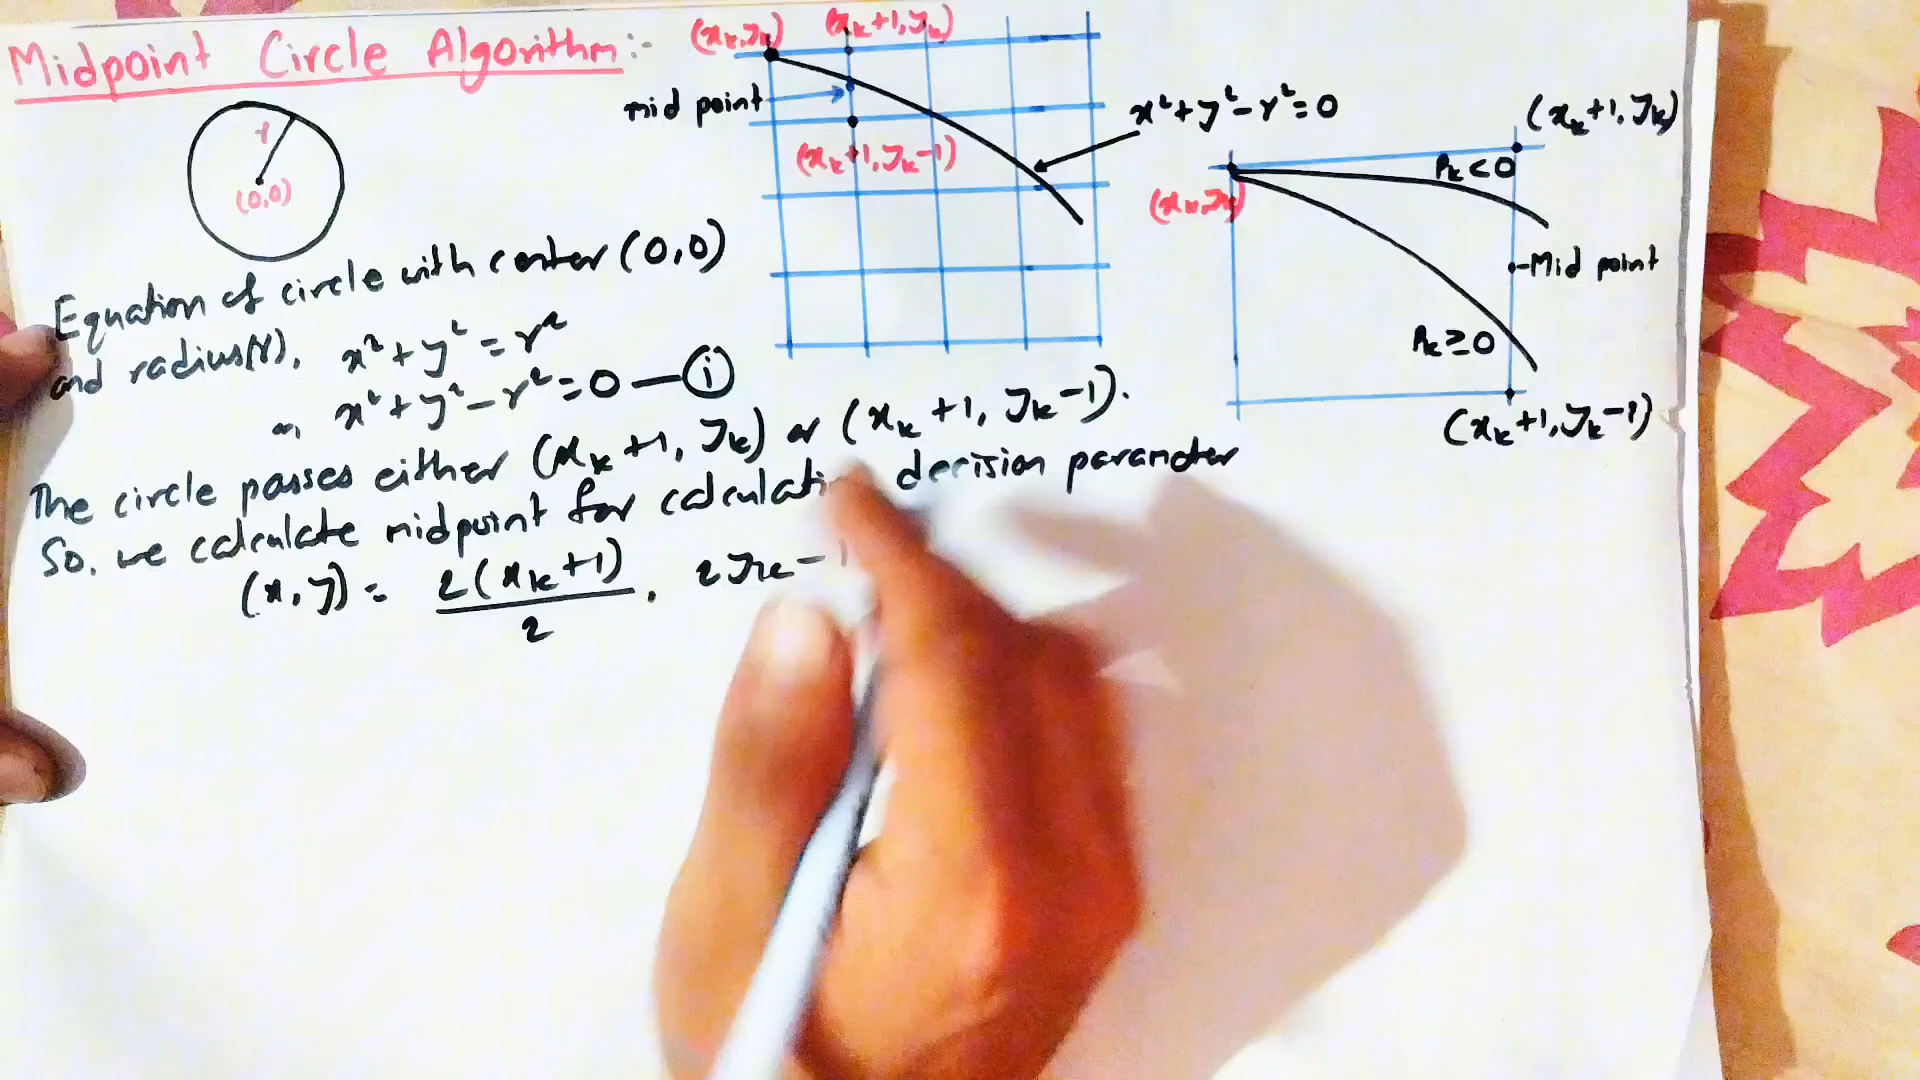 Midpoint Circle Algorithm:-
r
(0,0)
(xₖ,yₖ)
(xₖ+1,yₖ)
mid point
(xₖ+1,yₖ-1)
x²+y²-r²=0
(xₖ+1,yₖ)
Pₖ<0
(xₖ,yₖ)
-Mid point
Pₖ≥0
(xₖ+1,yₖ-1)
Equation of circle with center (0,0)
and radius(r), x²+y²=r²
or, x²+y²-r²=0 — (i)
The circle passes either (xₖ+1, yₖ) or (xₖ+1, yₖ-1).
So, we calculate midpoint for decision parameter
(x,y)= 2(xₖ+1)/2, 2yₖ-1